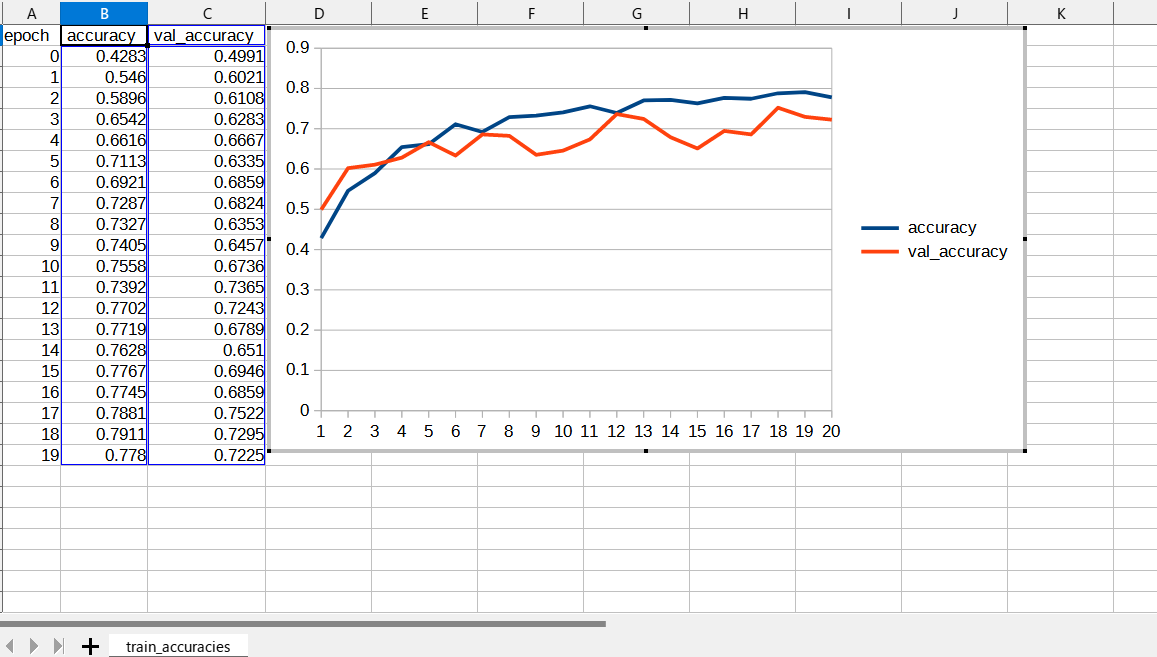 A B C D E F G H I J K
epoch accuracy val_accuracy
0 0.4283 0.4991
1 0.546 0.6021
2 0.5896 0.6108
3 0.6542 0.6283
4 0.6616 0.6667
5 0.7113 0.6335
6 0.6921 0.6859
7 0.7287 0.6824
8 0.7327 0.6353
9 0.7405 0.6457
10 0.7558 0.6736
11 0.7392 0.7365
12 0.7702 0.7243
13 0.7719 0.6789
14 0.7628 0.651
15 0.7767 0.6946
16 0.7745 0.6859
17 0.7881 0.7522
18 0.7911 0.7295
19 0.778 0.7225
0.9
0.8
0.7
0.6
0.5
0.4
0.3
0.2
0.1
0
1 2 3 4 5 6 7 8 9 10 11 12 13 14 15 16 17 18 19 20
accuracy
val_accuracy
train_accuracies